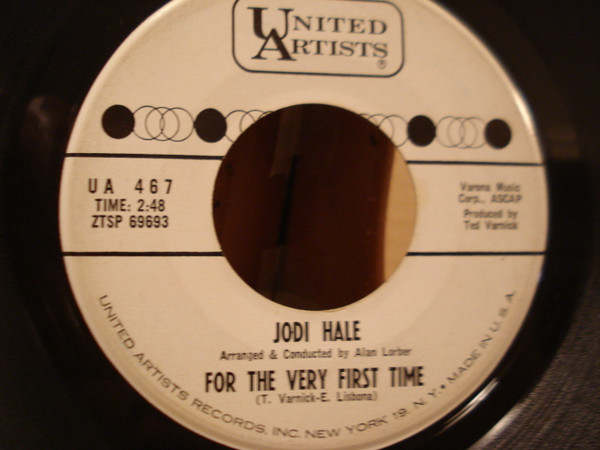 UNITED
ARTISTS
®
UA 467
TIME: 2:48
ZTSP 69693
Varona Music
Corp., ASCAP
Produced by
Ted Varnick
JODI HALE
Arranged & Conducted by Alan Lorber
FOR THE VERY FIRST TIME
(T. Varnick-E. Lisbona)
UNITED ARTISTS RECORDS, INC. NEW YORK 19, N.Y. • MADE IN U.S.A.